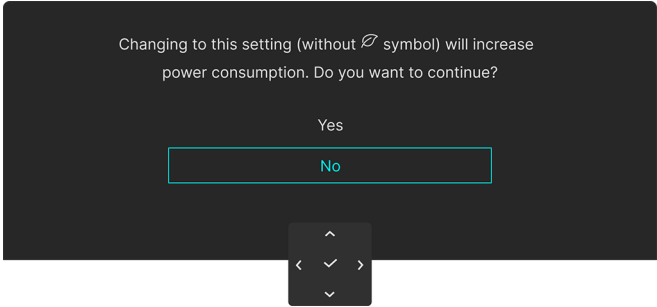 Changing to this setting (without symbol) will increase
power consumption. Do you want to continue?
Yes
No